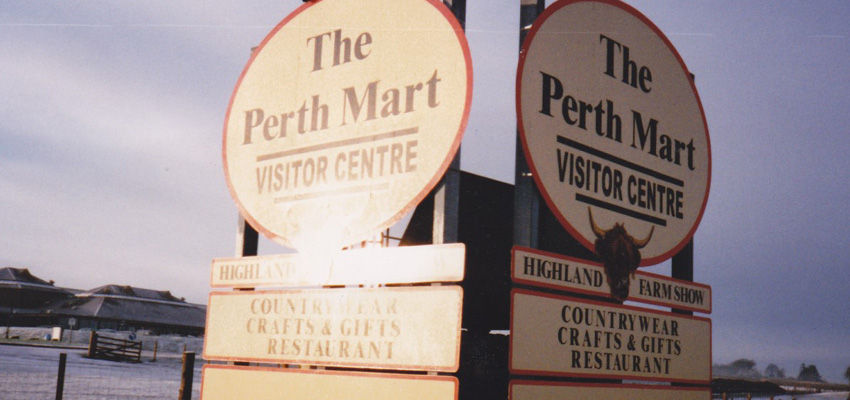 The
Perth Mart
VISITOR CENTRE
HIGHLAND
COUNTRYWEAR
CRAFTS & GIFTS
RESTAURANT
The
Perth Mart
VISITOR CENTRE
HIGHLAND FARM SHOW
COUNTRYWEAR
CRAFTS & GIFTS
RESTAURANT